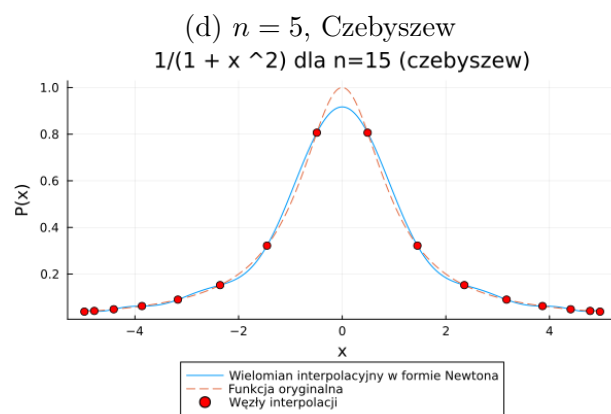 (d) n = 5, Czebyszew
1/(1 + x ^2) dla n=15 (czebyszew)
1.0
0.8
0.6
0.4
0.2
P(x)
−4 −2 0 2 4
x
Wielomian interpolacyjny w formie Newtona
Funkcja oryginalna
Węzły interpolacji